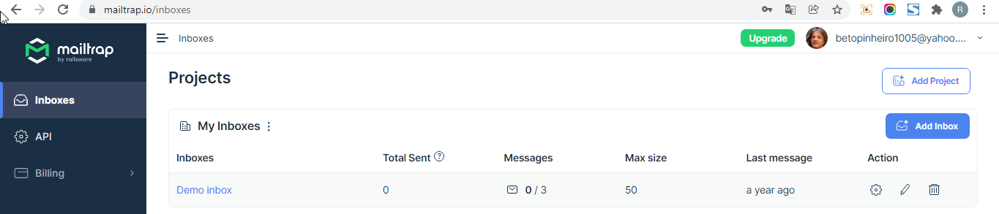 mailtrap.io/inboxes
R
mailtrap
by railsware
Inboxes
API
Billing
Inboxes
Upgrade
betopinheiro1005@yahoo....
Projects
Add Project
My Inboxes
Add Inbox
Inboxes Total Sent ? Messages Max size Last message Action
Demo inbox 0 0 / 3 50 a year ago